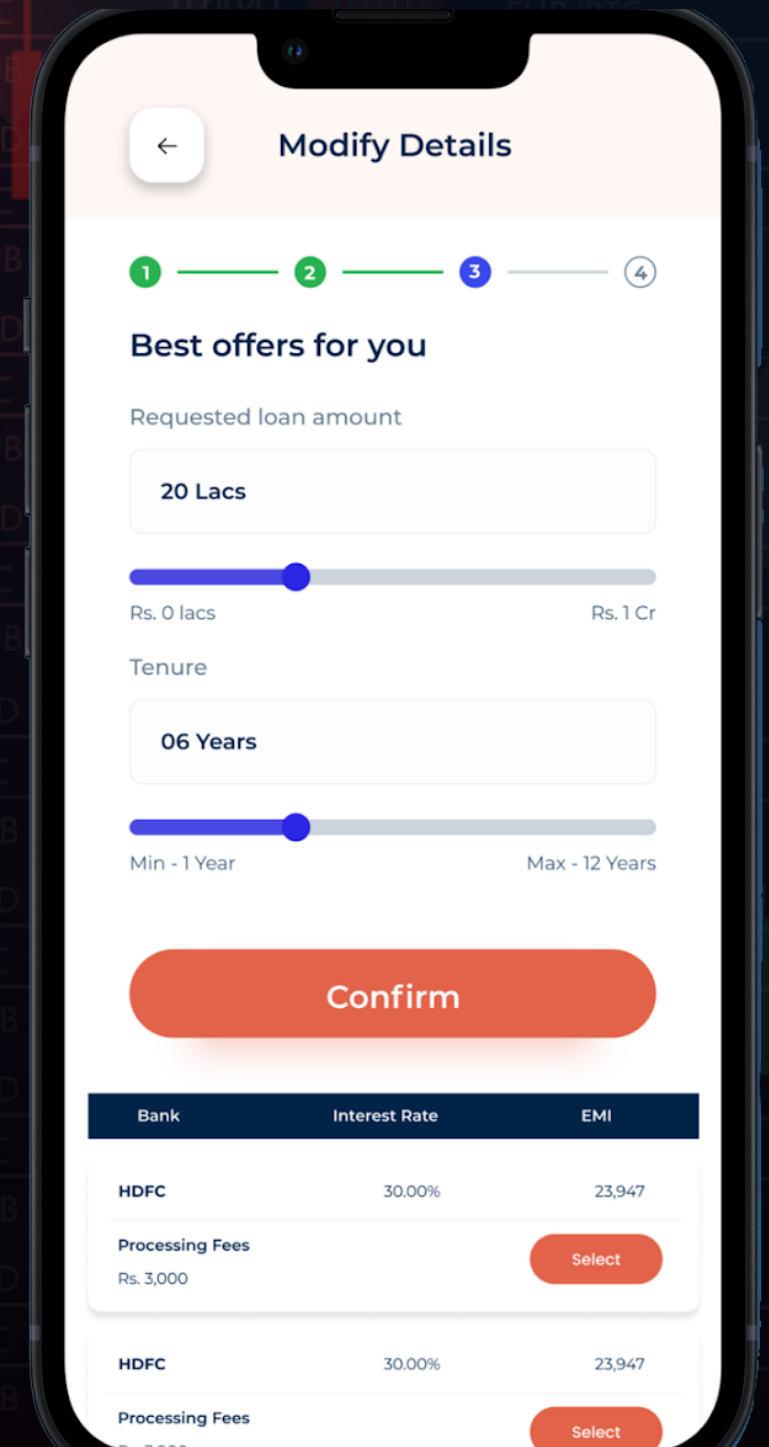 Modify Details
1 2 3 4
Best offers for you
Requested loan amount
20 Lacs
Rs. 0 lacs Rs. 1 Cr
Tenure
06 Years
Min - 1 Year Max - 12 Years
Confirm
Bank Interest Rate EMI
HDFC 30.00% 23,947
Processing Fees
Select
Rs. 3,000
HDFC 30.00% 23,947
Processing Fees
Select